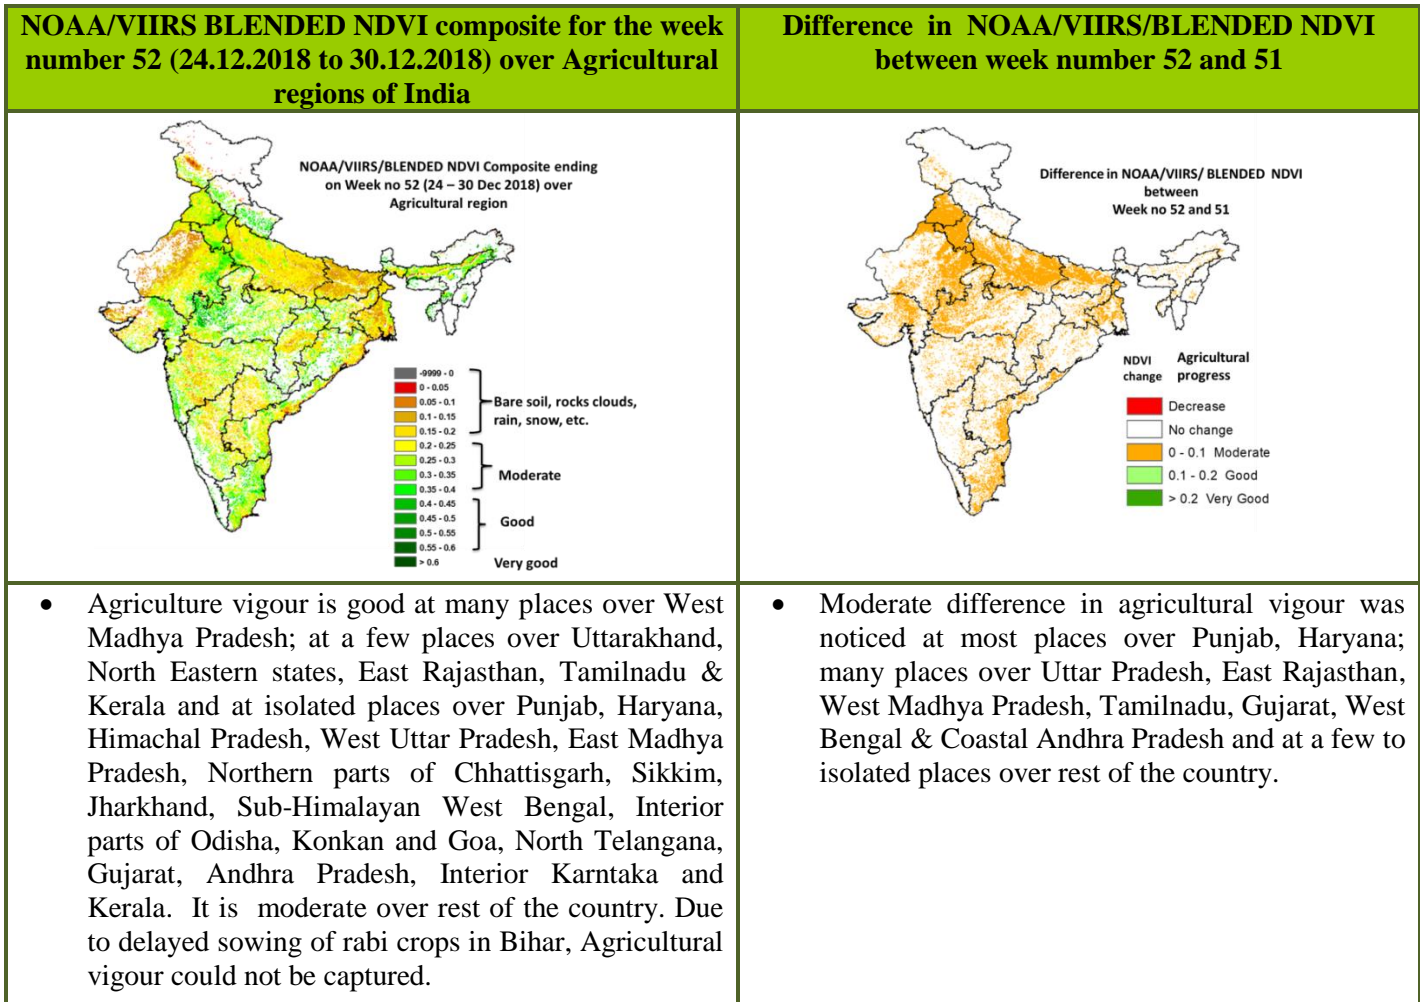 NOAA/VIIRS BLENDED NDVI composite for the week
number 52 (24.12.2018 to 30.12.2018) over Agricultural
regions of India
Difference in NOAA/VIIRS/BLENDED NDVI
between week number 52 and 51
NOAA/VIIRS/BLENDED NDVI Composite ending
on Week no 52 (24 – 30 Dec 2018) over
Agricultural region
-9999 - 0
0 - 0.05
0.05 - 0.1
0.1 - 0.15
0.15 - 0.2
0.2 - 0.25
0.25 - 0.3
0.3 - 0.35
0.35 - 0.4
0.4 - 0.45
0.45 - 0.5
0.5 - 0.55
0.55 - 0.6
> 0.6
Bare soil, rocks clouds,
rain, snow, etc.
Moderate
Good
Very good
Difference in NOAA/VIIRS/ BLENDED NDVI
between
Week no 52 and 51
NDVI
change
Agricultural
progress
Decrease
No change
0 - 0.1 Moderate
0.1 - 0.2 Good
> 0.2 Very Good
• Agriculture vigour is good at many places over West
Madhya Pradesh; at a few places over Uttarakhand,
North Eastern states, East Rajasthan, Tamilnadu &
Kerala and at isolated places over Punjab, Haryana,
Himachal Pradesh, West Uttar Pradesh, East Madhya
Pradesh, Northern parts of Chhattisgarh, Sikkim,
Jharkhand, Sub-Himalayan West Bengal, Interior
parts of Odisha, Konkan and Goa, North Telangana,
Gujarat, Andhra Pradesh, Interior Karntaka and
Kerala. It is moderate over rest of the country. Due
to delayed sowing of rabi crops in Bihar, Agricultural
vigour could not be captured.
• Moderate difference in agricultural vigour was
noticed at most places over Punjab, Haryana;
many places over Uttar Pradesh, East Rajasthan,
West Madhya Pradesh, Tamilnadu, Gujarat, West
Bengal & Coastal Andhra Pradesh and at a few to
isolated places over rest of the country.